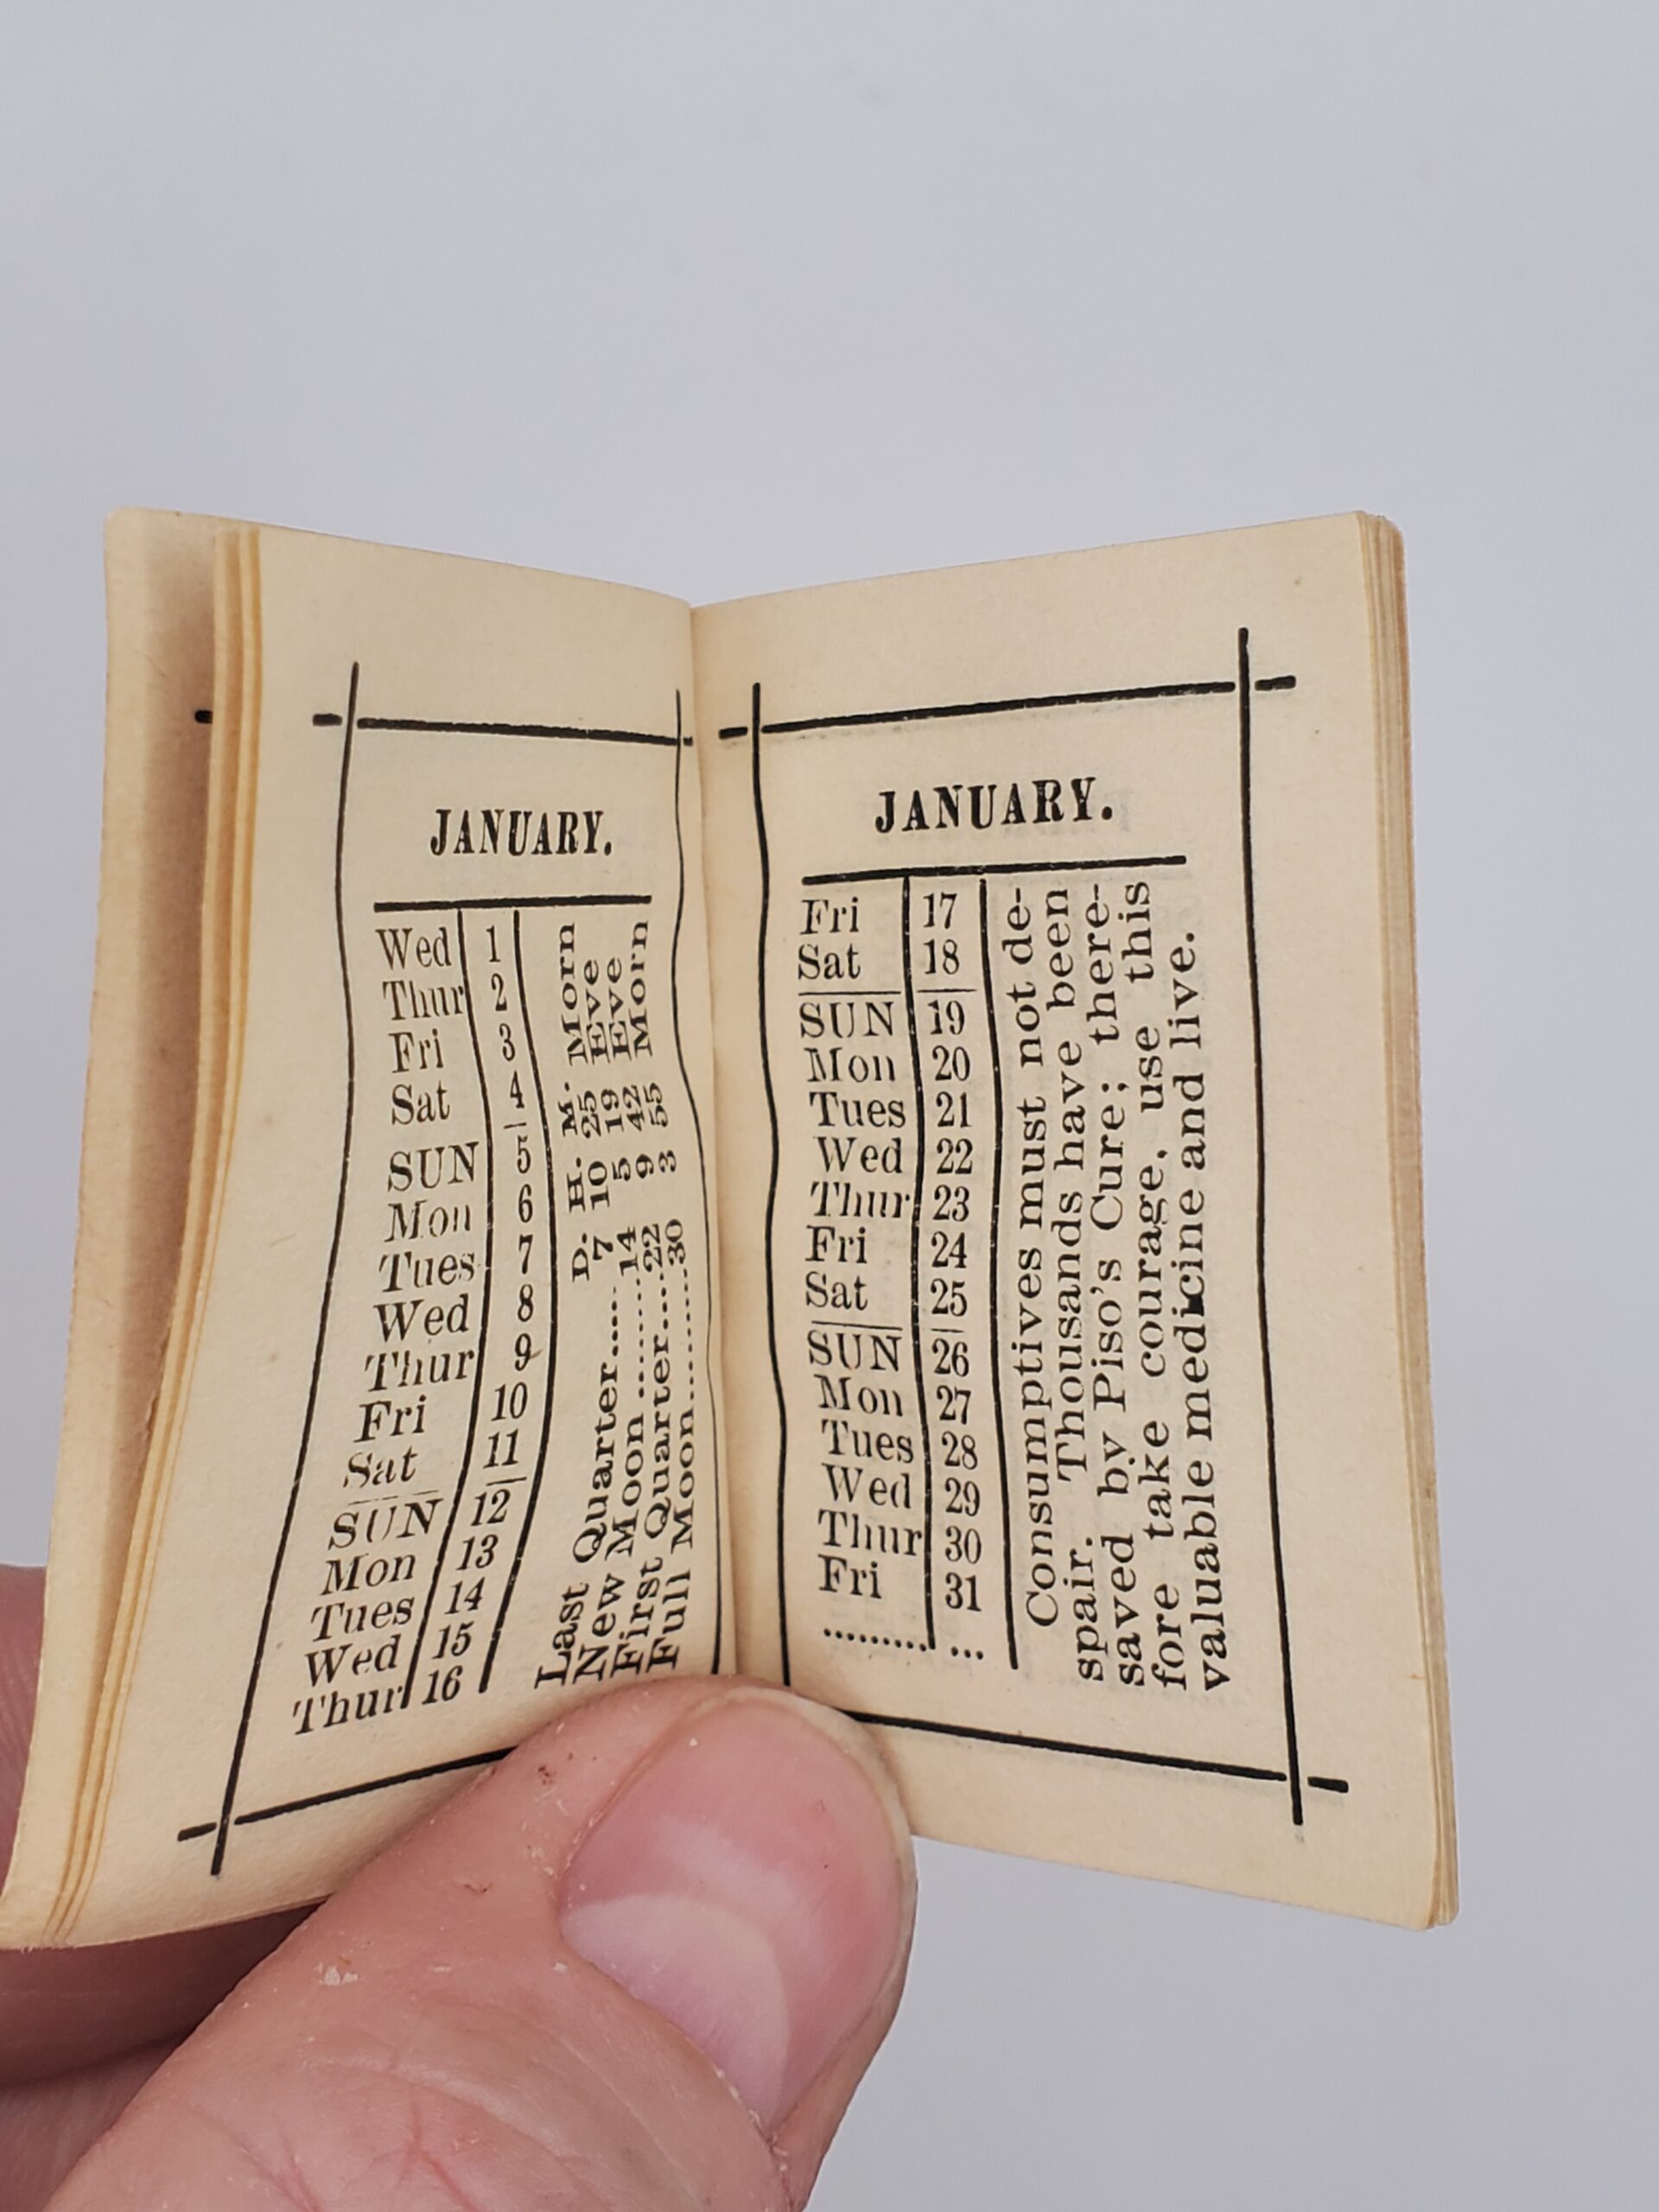 JANUARY.
Wed 1
Thur 2
Fri 3
Sat 4
SUN 5
Mon 6
Tues 7
Wed 8
Thur 9
Fri 10
Sat 11
SUN 12
Mon 13
Tues 14
Wed 15
Thur 16
D. H. M.
Last Quarter..... 7 10 25 Morn
New Moon ........ 14 5 19 Eve
First Quarter.... 22 9 42 Eve
Full Moon......... 30 3 55 Morn
JANUARY.
Fri 17
Sat 18
SUN 19
Mon 20
Tues 21
Wed 22
Thur 23
Fri 24
Sat 25
SUN 26
Mon 27
Tues 28
Wed 29
Thur 30
Fri 31
......... ...
Consumptives must not de-
spair. Thousands have been
saved by Piso's Cure; there-
fore take courage, use this
valuable medicine and live.